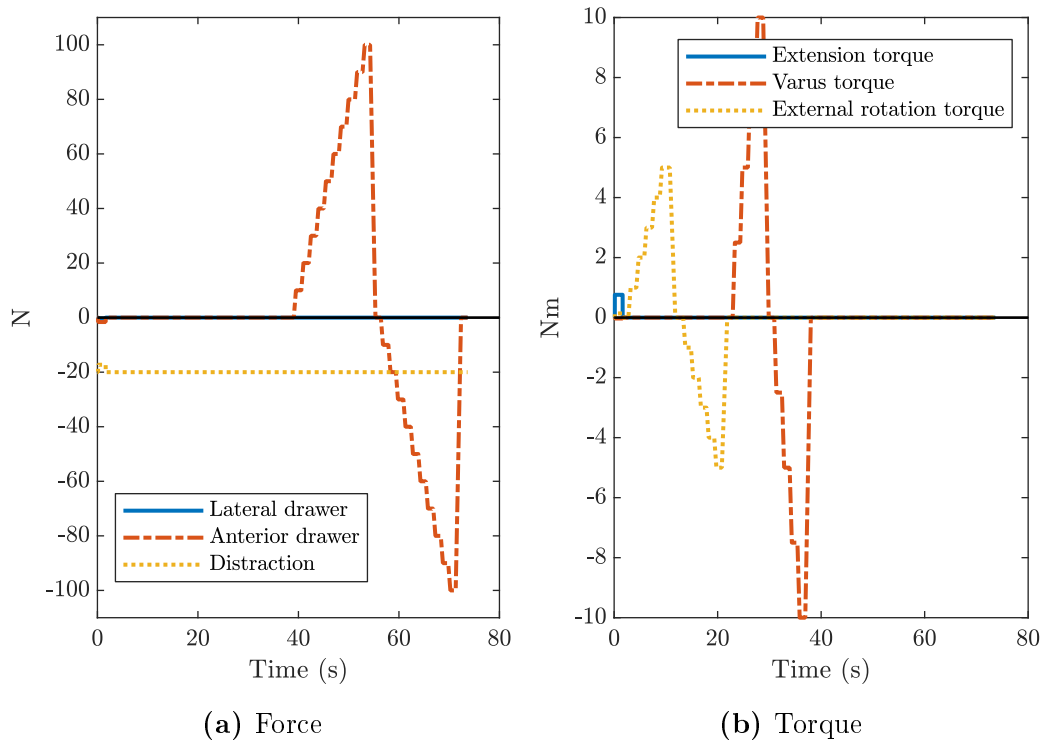 100
80
60
40
20
0
-20
-40
-60
-80
-100
N
0
20
40
60
80
Time (s)
Lateral drawer
Anterior drawer
Distraction
(a) Force
10
8
6
4
2
0
-2
-4
-6
-8
-10
Nm
0
20
40
60
80
Time (s)
Extension torque
Varus torque
External rotation torque
(b) Torque